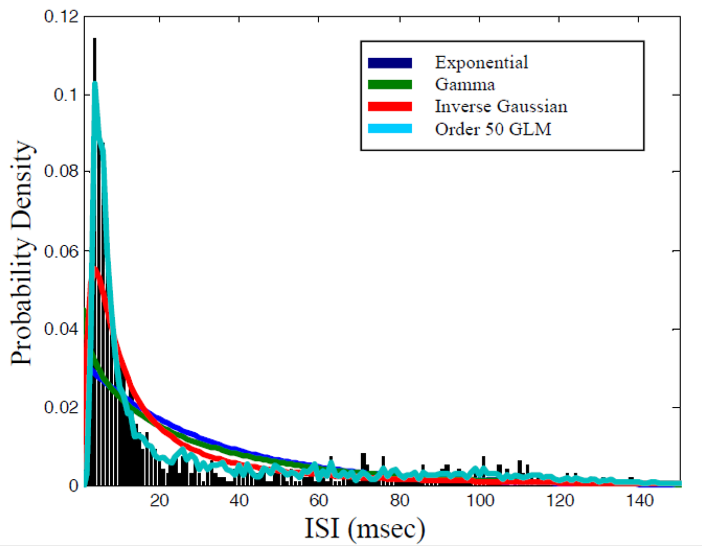 0.12
0.1
0.08
0.06
0.04
0.02
0
Probability Density
Exponential
Gamma
Inverse Gaussian
Order 50 GLM
20 40 60 80 100 120 140
ISI (msec)